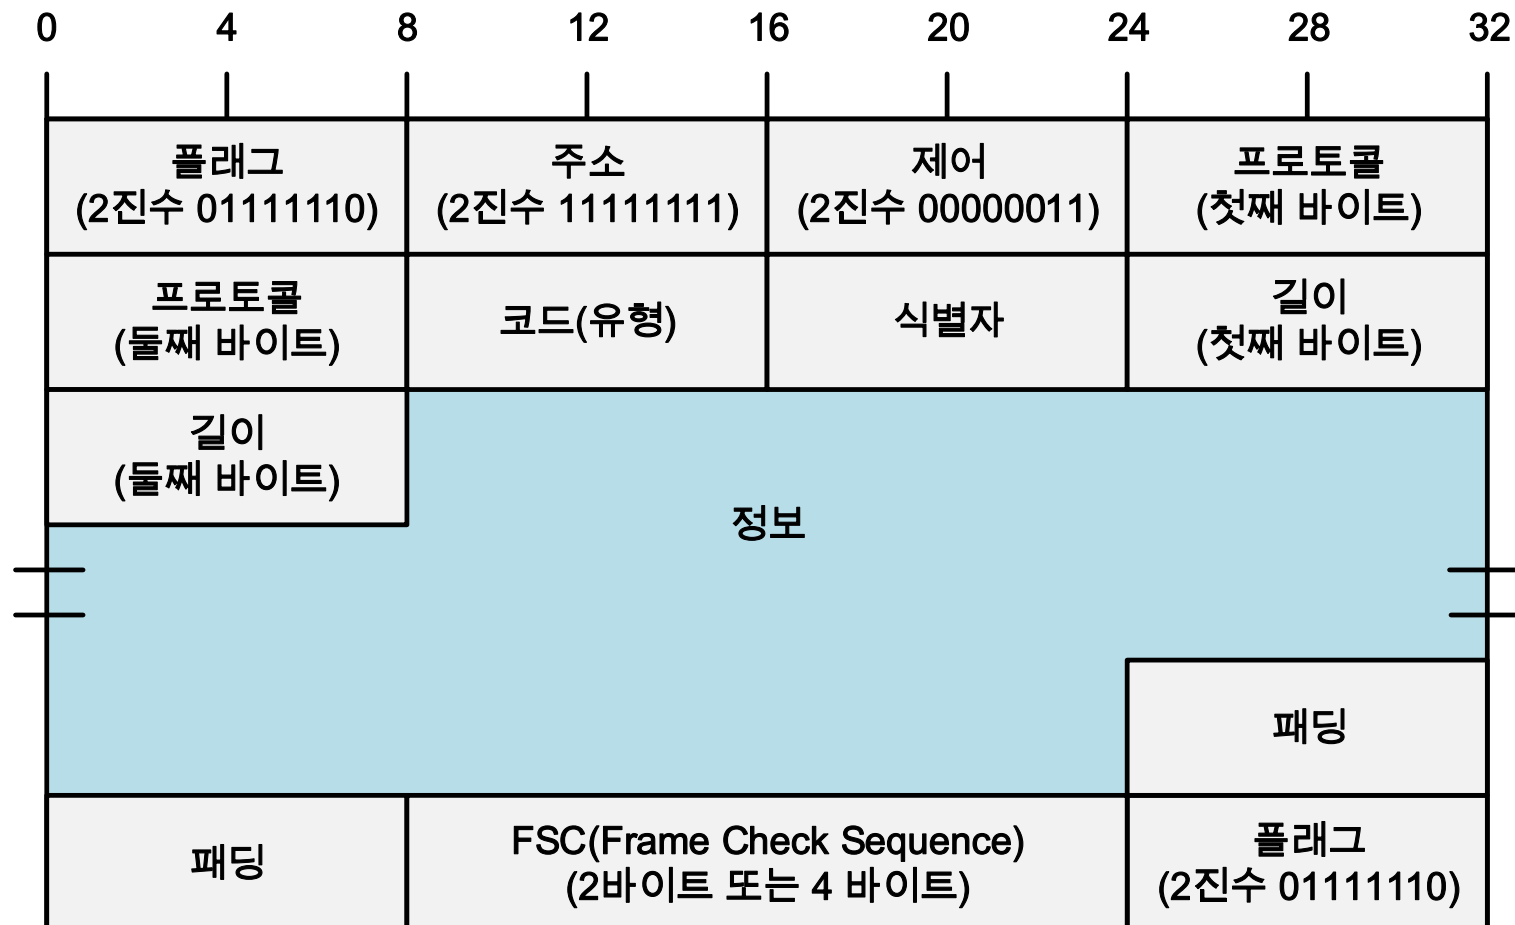 0 4 8 12 16 20 24 28 32
플래그
(2진수 01111110)
주소
(2진수 11111111)
제어
(2진수 00000011)
프로토콜
(첫째 바이트)
프로토콜
(둘째 바이트)
코드(유형)
식별자
길이
(첫째 바이트)
길이
(둘째 바이트)
정보
패딩
패딩
FSC(Frame Check Sequence)
(2바이트 또는 4 바이트)
플래그
(2진수 01111110)